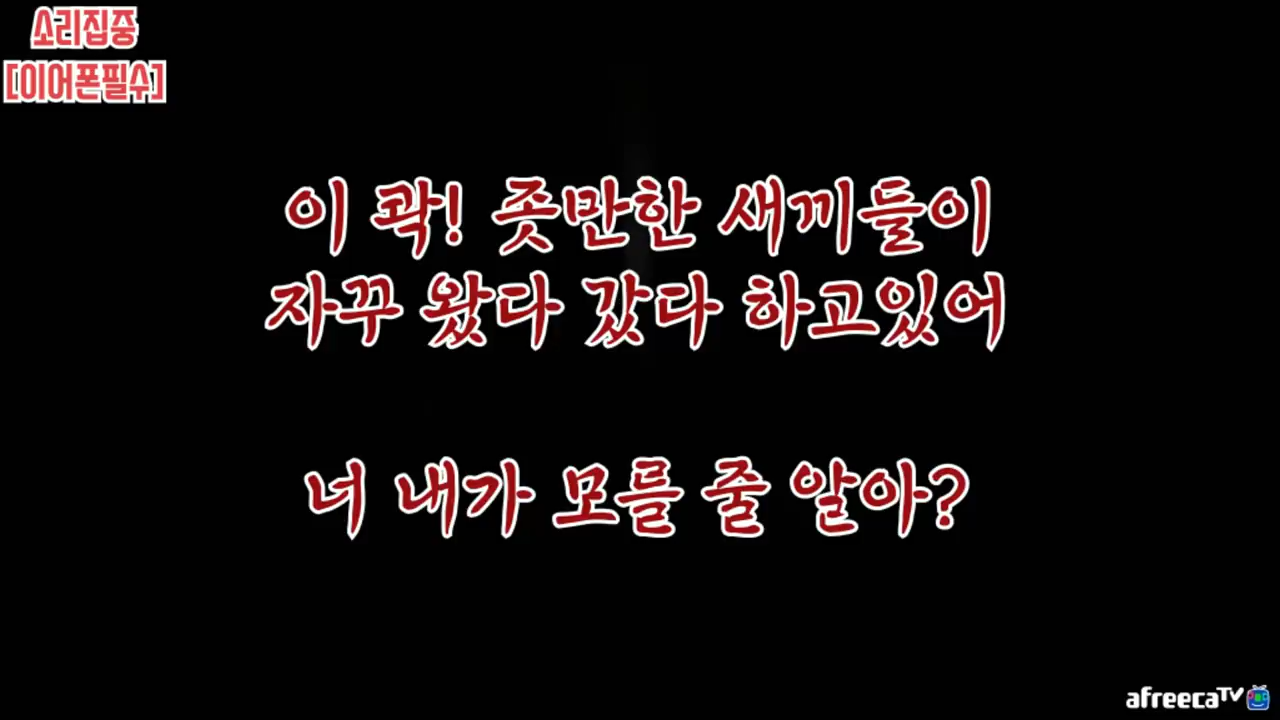 소리집중
[이어폰필수]
이 곽! 좃만한 새끼들이
자꾸 왔다 갔다 하고있어
너 내가 모를 줄 알아?
afreecaTV